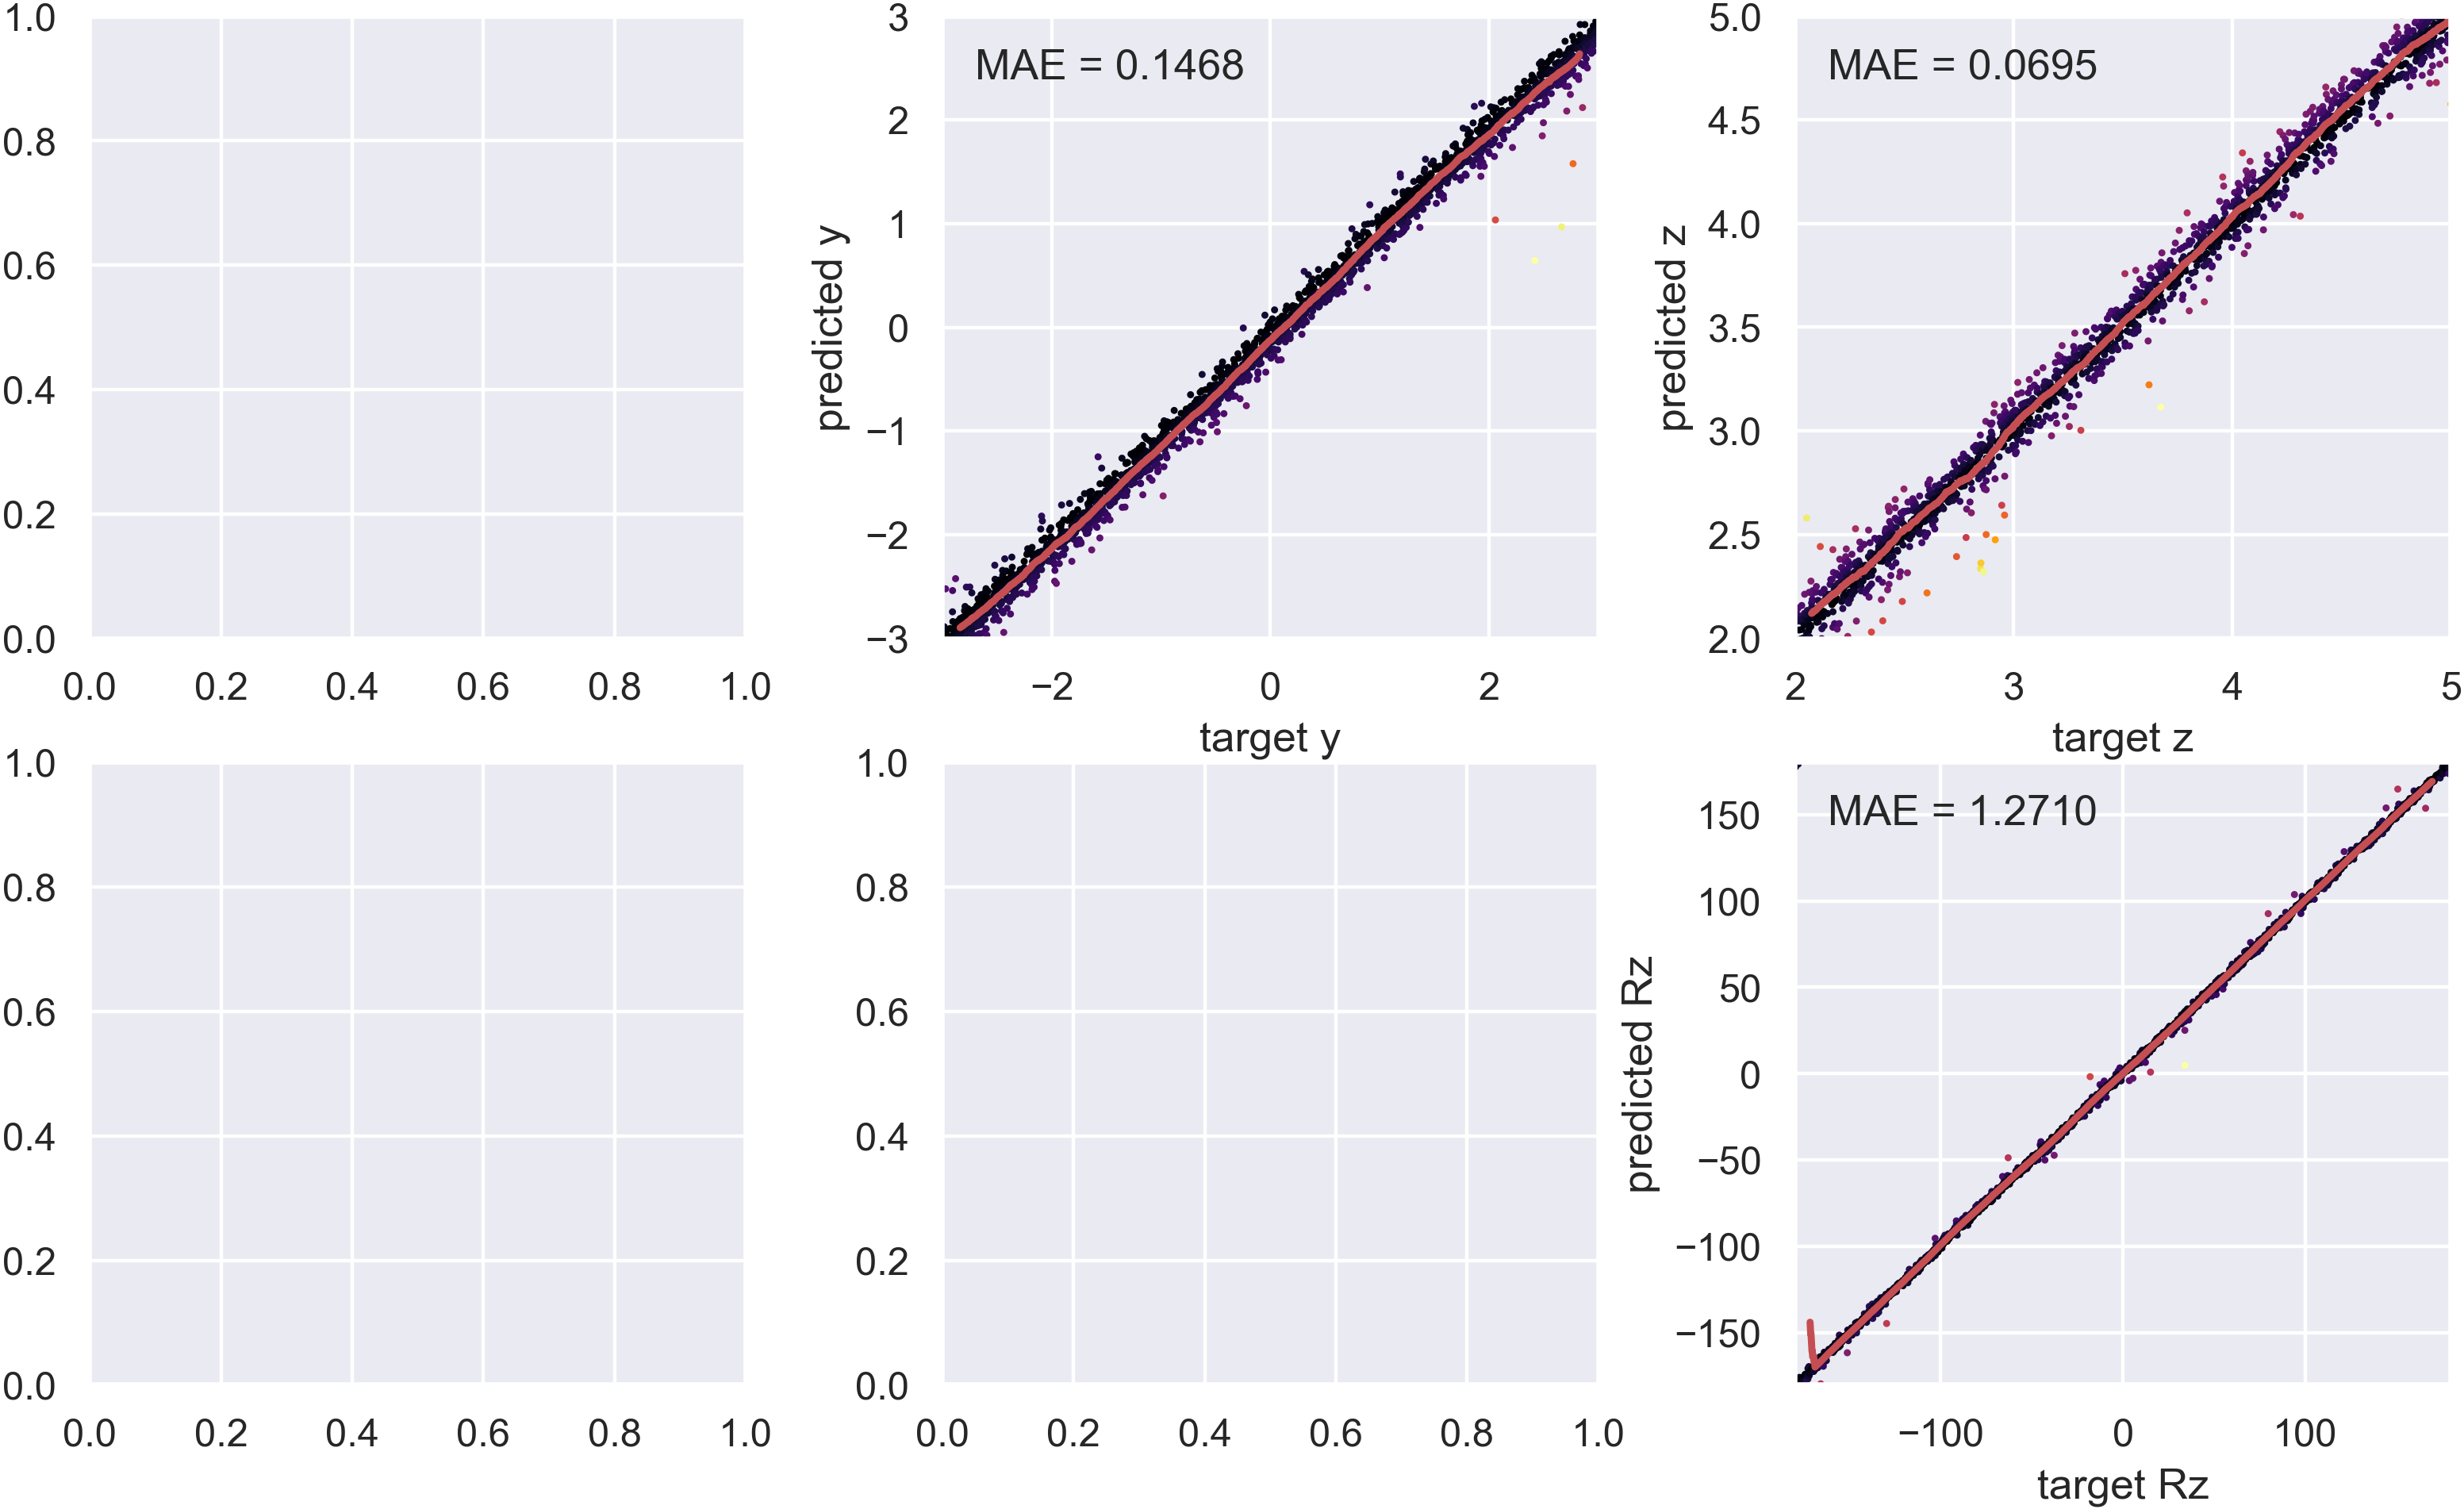 1.0
0.8
0.6
0.4
0.2
0.0
0.0 0.2 0.4 0.6 0.8 1.0
MAE = 0.1468
predicted y
3
2
1
0
−1
−2
−3
−2 0 2
target y
MAE = 0.0695
predicted z
5.0
4.5
4.0
3.5
3.0
2.5
2.0
2 3 4 5
target z
1.0
0.8
0.6
0.4
0.2
0.0
0.0 0.2 0.4 0.6 0.8 1.0
1.0
0.8
0.6
0.4
0.2
0.0
0.0 0.2 0.4 0.6 0.8 1.0
MAE = 1.2710
predicted Rz
150
100
50
0
−50
−100
−150
−100 0 100
target Rz